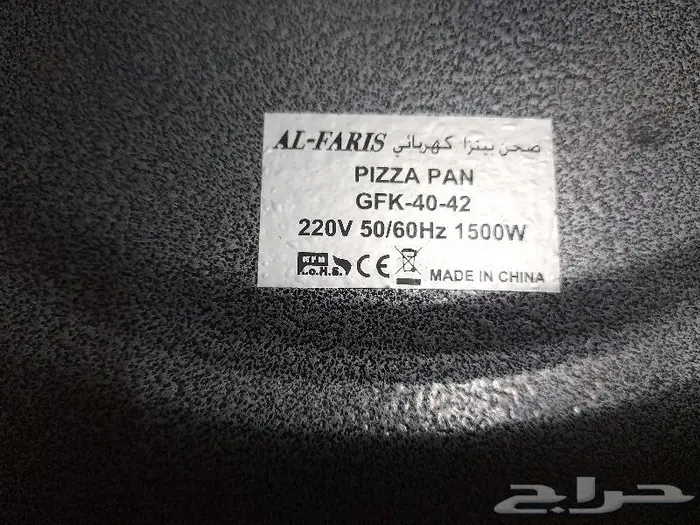 AL-FARIS صحن بيتزا كهربائي
PIZZA PAN
GFK-40-42
220V 50/60Hz 1500W
R.o.H.S. CE MADE IN CHINA
حراج